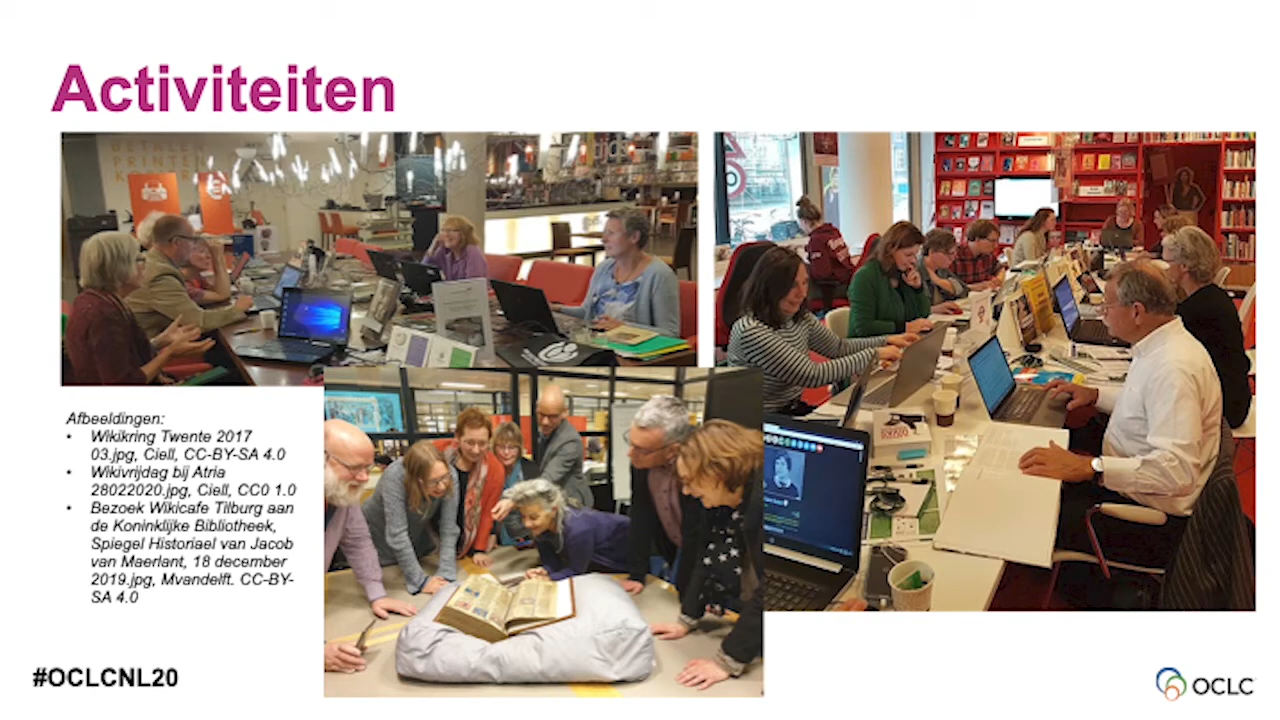 Activiteiten
BETALEN
PRINTEN
Afbeeldingen:
• Wikikring Twente 2017
03.jpg, Ciell, CC-BY-SA 4.0
• Wikivrijdag bij Atria
28022020.jpg, Ciell, CC0 1.0
• Bezoek Wikicafe Tilburg aan
de Koninklijke Bibliotheek,
Spiegel Historiael van Jacob
van Maerlant, 18 december
2019.jpg, Mvandelft. CC-BY-
SA 4.0
#OCLCNL20
OCLC